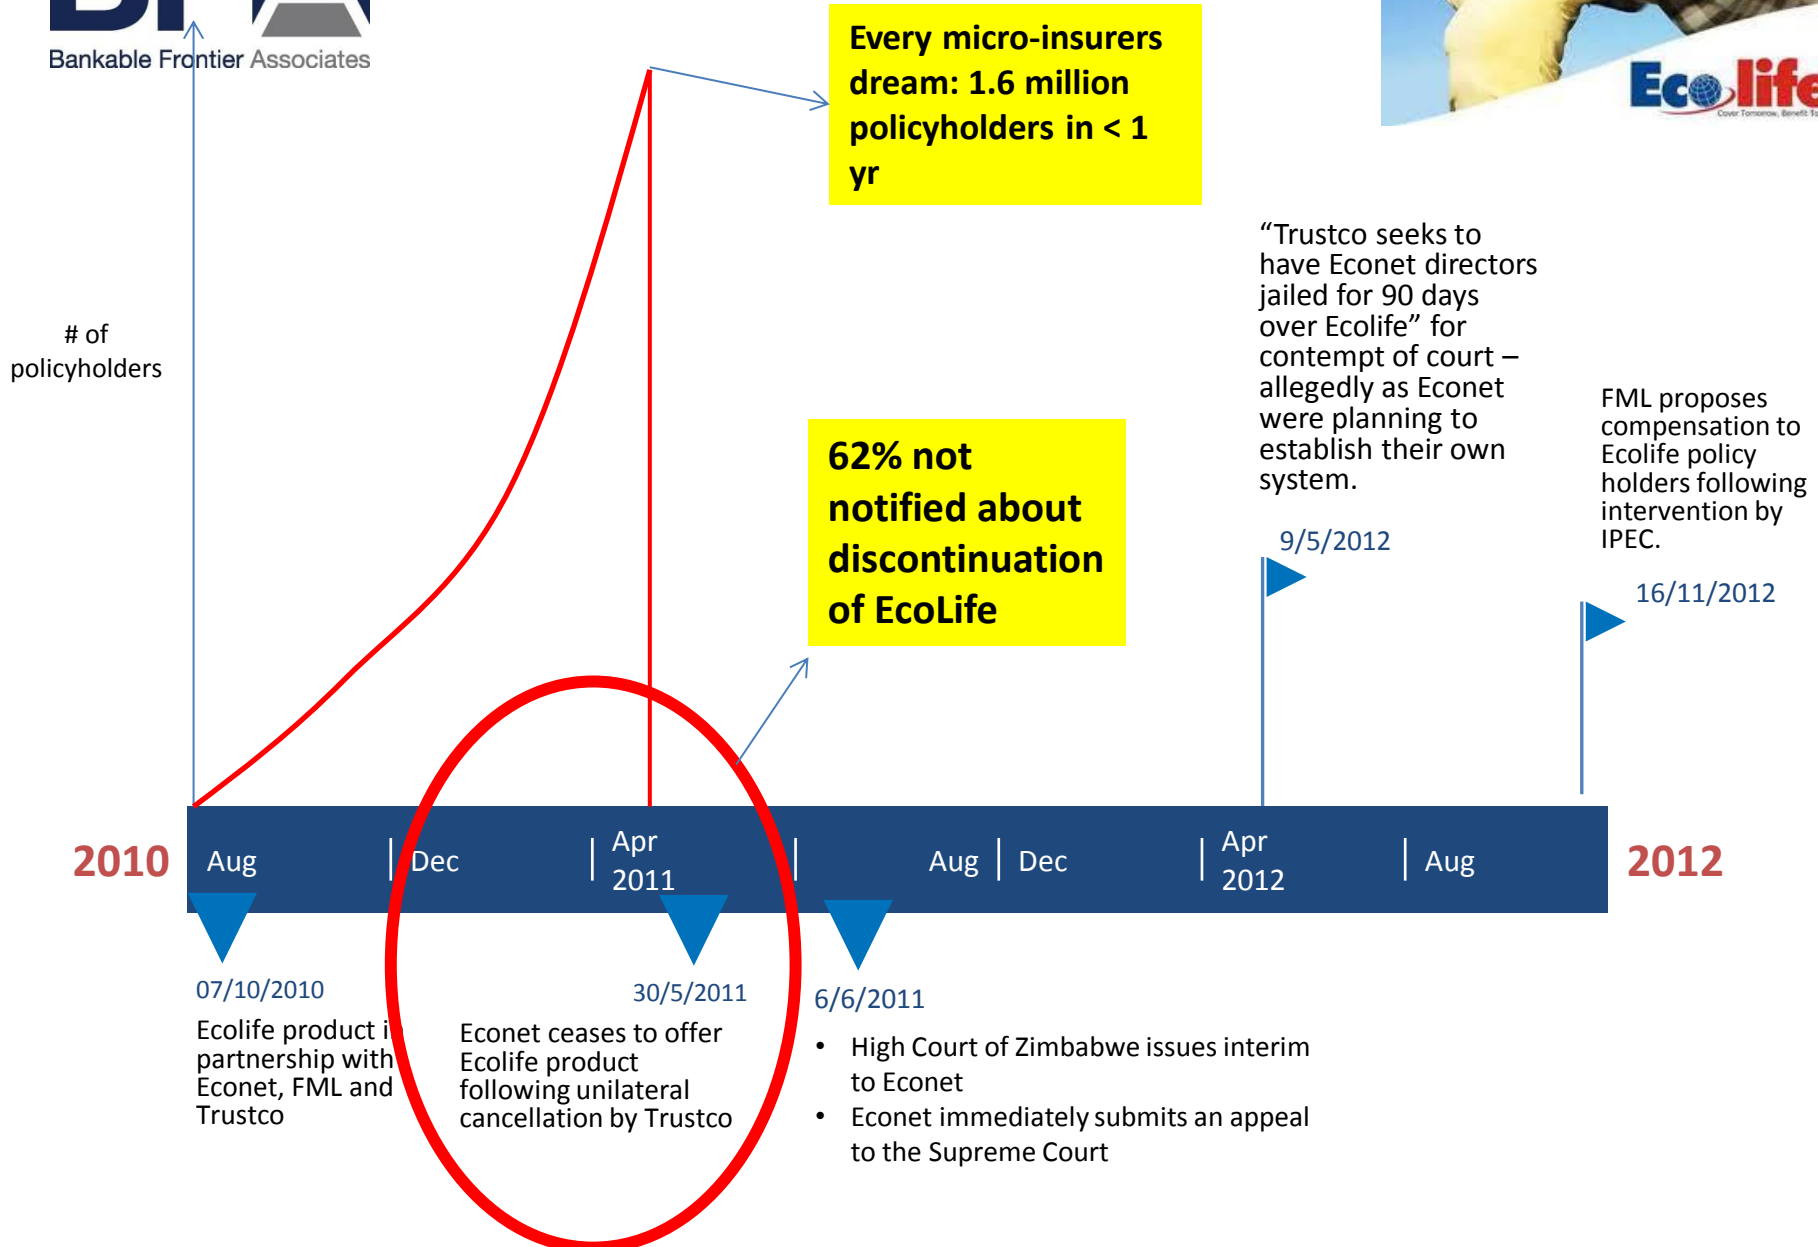 Bankable Frontier Associates
Every micro-insurers
dream: 1.6 million
policyholders in < 1
yr
Ecolife
# of
policyholders
“Trustco seeks to
have Econet directors
jailed for 90 days
over Ecolife” for
contempt of court –
allegedly as Econet
were planning to
establish their own
system.
9/5/2012
FML proposes
compensation to
Ecolife policy
holders following
intervention by
IPEC.
16/11/2012
62% not
notified about
discontinuation
of EcoLife
2010
Aug
Dec
Apr
2011
Aug
Dec
Apr
2012
Aug
2012
07/10/2010
Ecolife product in
partnership with
Econet, FML and
Trustco
30/5/2011
Econet ceases to offer
Ecolife product
following unilateral
cancellation by Trustco
6/6/2011
• High Court of Zimbabwe issues interim
to Econet
• Econet immediately submits an appeal
to the Supreme Court